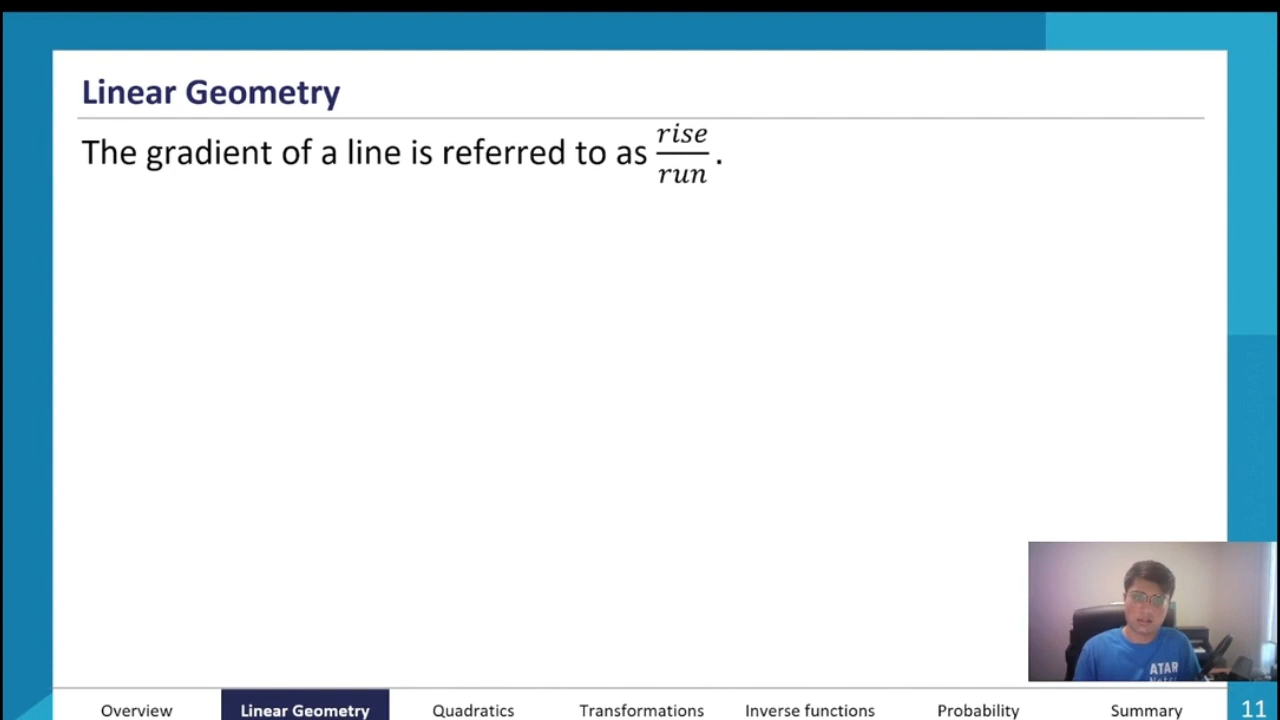 Linear Geometry
The gradient of a line is referred to as rise/run.
ATAR
Notes
Overview Linear Geometry Quadratics Transformations Inverse functions Probability Summary 11